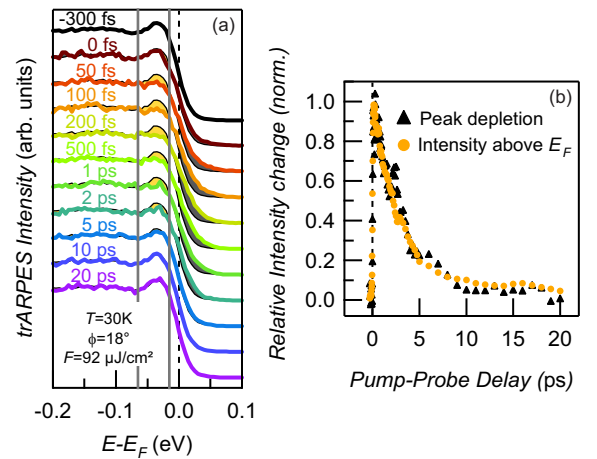 (a)
-300 fs
0 fs
50 fs
100 fs
200 fs
500 fs
1 ps
2 ps
5 ps
10 ps
20 ps
T=30K
ϕ=18°
F=92 µJ/cm²
trARPES Intensity (arb. units)
-0.2
-0.1
0.0
0.1
E-E_F (eV)
(b)
Peak depletion
Intensity above E_F
Relative Intensity change (norm.)
1.0
0.8
0.6
0.4
0.2
0.0
0
5
10
15
20
Pump-Probe Delay (ps)